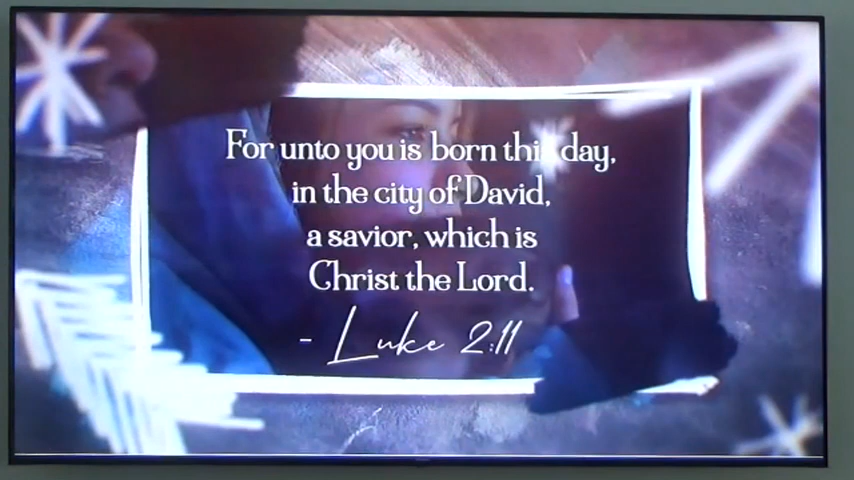 For unto you is born this day,
in the city of David,
a savior, which is
Christ the Lord.
- Luke 2:11